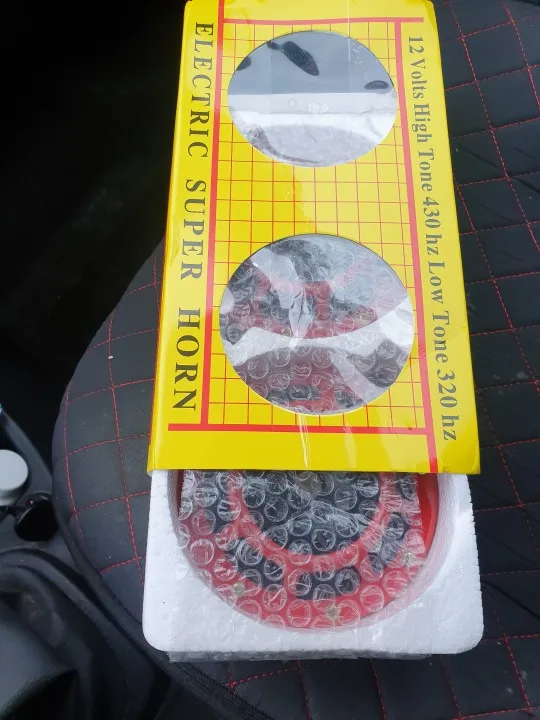 ELECTRIC SUPER HORN
12 Volts High Tone 430 hz Low Tone 320 hz